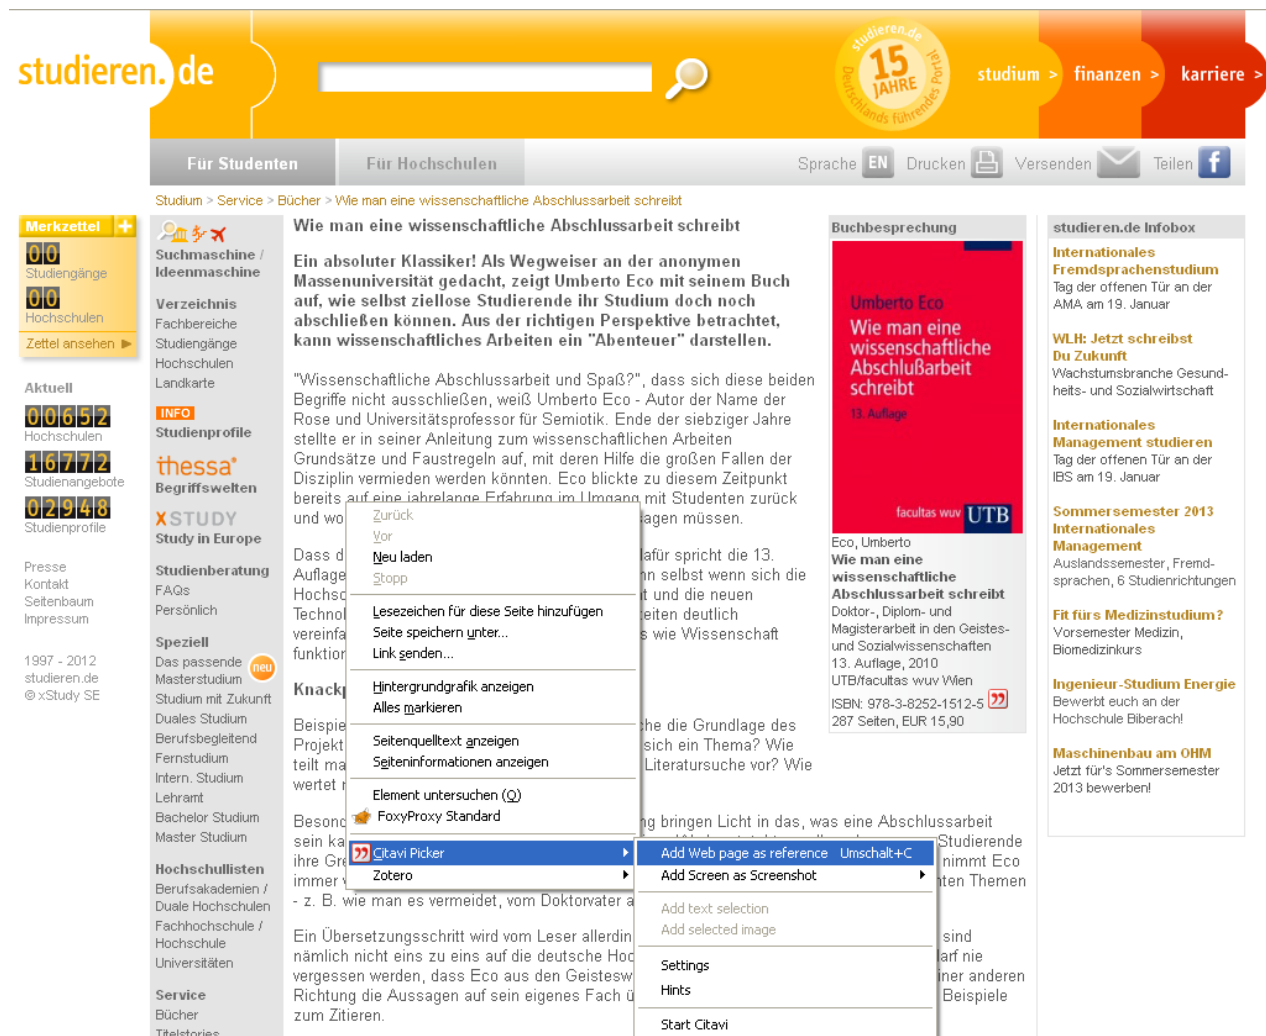 studieren.de
studieren.de
15
JAHRE
Deutschlands führendes Portal
studium >
finanzen >
karriere >
Für Studenten
Für Hochschulen
Sprache EN
Drucken
Versenden
Teilen f
Studium > Service > Bücher > Wie man eine wissenschaftliche Abschlussarbeit schreibt
Merkzettel +
00
Studiengänge
00
Hochschulen
Zettel ansehen
Aktuell
00652
Hochschulen
16772
Studienangebote
02948
Studienprofile
Presse
Kontakt
Seitenbaum
Impressum
1997 - 2012
studieren.de
© xStudy SE
Suchmaschine /
Ideenmaschine
Verzeichnis
Fachbereiche
Studiengänge
Hochschulen
Landkarte
INFO
Studienprofile
thessa
Begriffswelten
XSTUDY
Study in Europe
Studienberatung
FAQs
Persönlich
Speziell
Das passende
Masterstudium
neu
Studium mit Zukunft
Duales Studium
Berufsbegleitend
Fernstudium
Intern. Studium
Lehramt
Bachelor Studium
Master Studium
Hochschullisten
Berufsakademien /
Duale Hochschulen
Fachhochschule /
Hochschule
Universitäten
Service
Bücher
Titelstories
Wie man eine wissenschaftliche Abschlussarbeit schreibt
Ein absoluter Klassiker! Als Wegweiser an der anonymen
Massenuniversität gedacht, zeigt Umberto Eco mit seinem Buch
auf, wie selbst ziellose Studierende ihr Studium doch noch
abschließen können. Aus der richtigen Perspektive betrachtet,
kann wissenschaftliches Arbeiten ein "Abenteuer" darstellen.
"Wissenschaftliche Abschlussarbeit und Spaß?", dass sich diese beiden
Begriffe nicht ausschließen, weiß Umberto Eco - Autor der Name der
Rose und Universitätsprofessor für Semiotik. Ende der siebziger Jahre
stellte er in seiner Anleitung zum wissenschaftlichen Arbeiten
Grundsätze und Faustregeln auf, mit deren Hilfe die großen Fallen der
Disziplin vermieden werden könnten. Eco blickte zu diesem Zeitpunkt
bereits auf eine jahrelange Erfahrung im Umgang mit Studenten zurück
und wo agen müssen.
Dass d afür spricht die 13.
Auflage n selbst wenn sich die
Hochsc t und die neuen
Technol eiten deutlich
vereinfa s wie Wissenschaft
funktion
Knackp
Beispie che die Grundlage des
Projekt sich ein Thema? Wie
teilt ma Literatursuche vor? Wie
wertet
Besond ng bringen Licht in das, was eine Abschlussarbeit
sein ka Studierende
ihre Gre nimmt Eco
immer nten Themen
- z. B. wie man es vermeidet, vom Doktorvater a
Ein Übersetzungsschritt wird vom Leser allerdin sind
nämlich nicht eins zu eins auf die deutsche Hoc arf nie
vergessen werden, dass Eco aus den Geistesw iner anderen
Richtung die Aussagen auf sein eigenes Fach ü Beispiele
zum Zitieren.
Zurück
Vor
Neu laden
Stopp
Lesezeichen für diese Seite hinzufügen
Seite speichern unter...
Link senden...
Hintergrundgrafik anzeigen
Alles markieren
Seitenquelltext anzeigen
Seiteninformationen anzeigen
Element untersuchen (Q)
FoxyProxy Standard
Citavi Picker
Zotero
Add Web page as reference Umschalt+C
Add Screen as Screenshot
Add text selection
Add selected image
Settings
Hints
Start Citavi
Buchbesprechung
Umberto Eco
Wie man eine
wissenschaftliche
Abschlußarbeit
schreibt
13. Auflage
facultas wuv UTB
Eco, Umberto
Wie man eine
wissenschaftliche
Abschlussarbeit schreibt
Doktor-, Diplom- und
Magisterarbeit in den Geistes-
und Sozialwissenschaften
13. Auflage, 2010
UTB/facultas wuv Wien
ISBN: 978-3-8252-1512-5
287 Seiten, EUR 15,90
studieren.de Infobox
Internationales
Fremdsprachenstudium
Tag der offenen Tür an der
AMA am 19. Januar
WLH: Jetzt schreibst
Du Zukunft
Wachstumsbranche Gesund-
heits- und Sozialwirtschaft
Internationales
Management studieren
Tag der offenen Tür an der
IBS am 19. Januar
Sommersemester 2013
Internationales
Management
Auslandssemester, Fremd-
sprachen, 6 Studienrichtungen
Fit fürs Medizinstudium?
Vorsemester Medizin,
Biomedizinkurs
Ingenieur-Studium Energie
Bewerbt euch an der
Hochschule Biberach!
Maschinenbau am OHM
Jetzt für's Sommersemester
2013 bewerben!